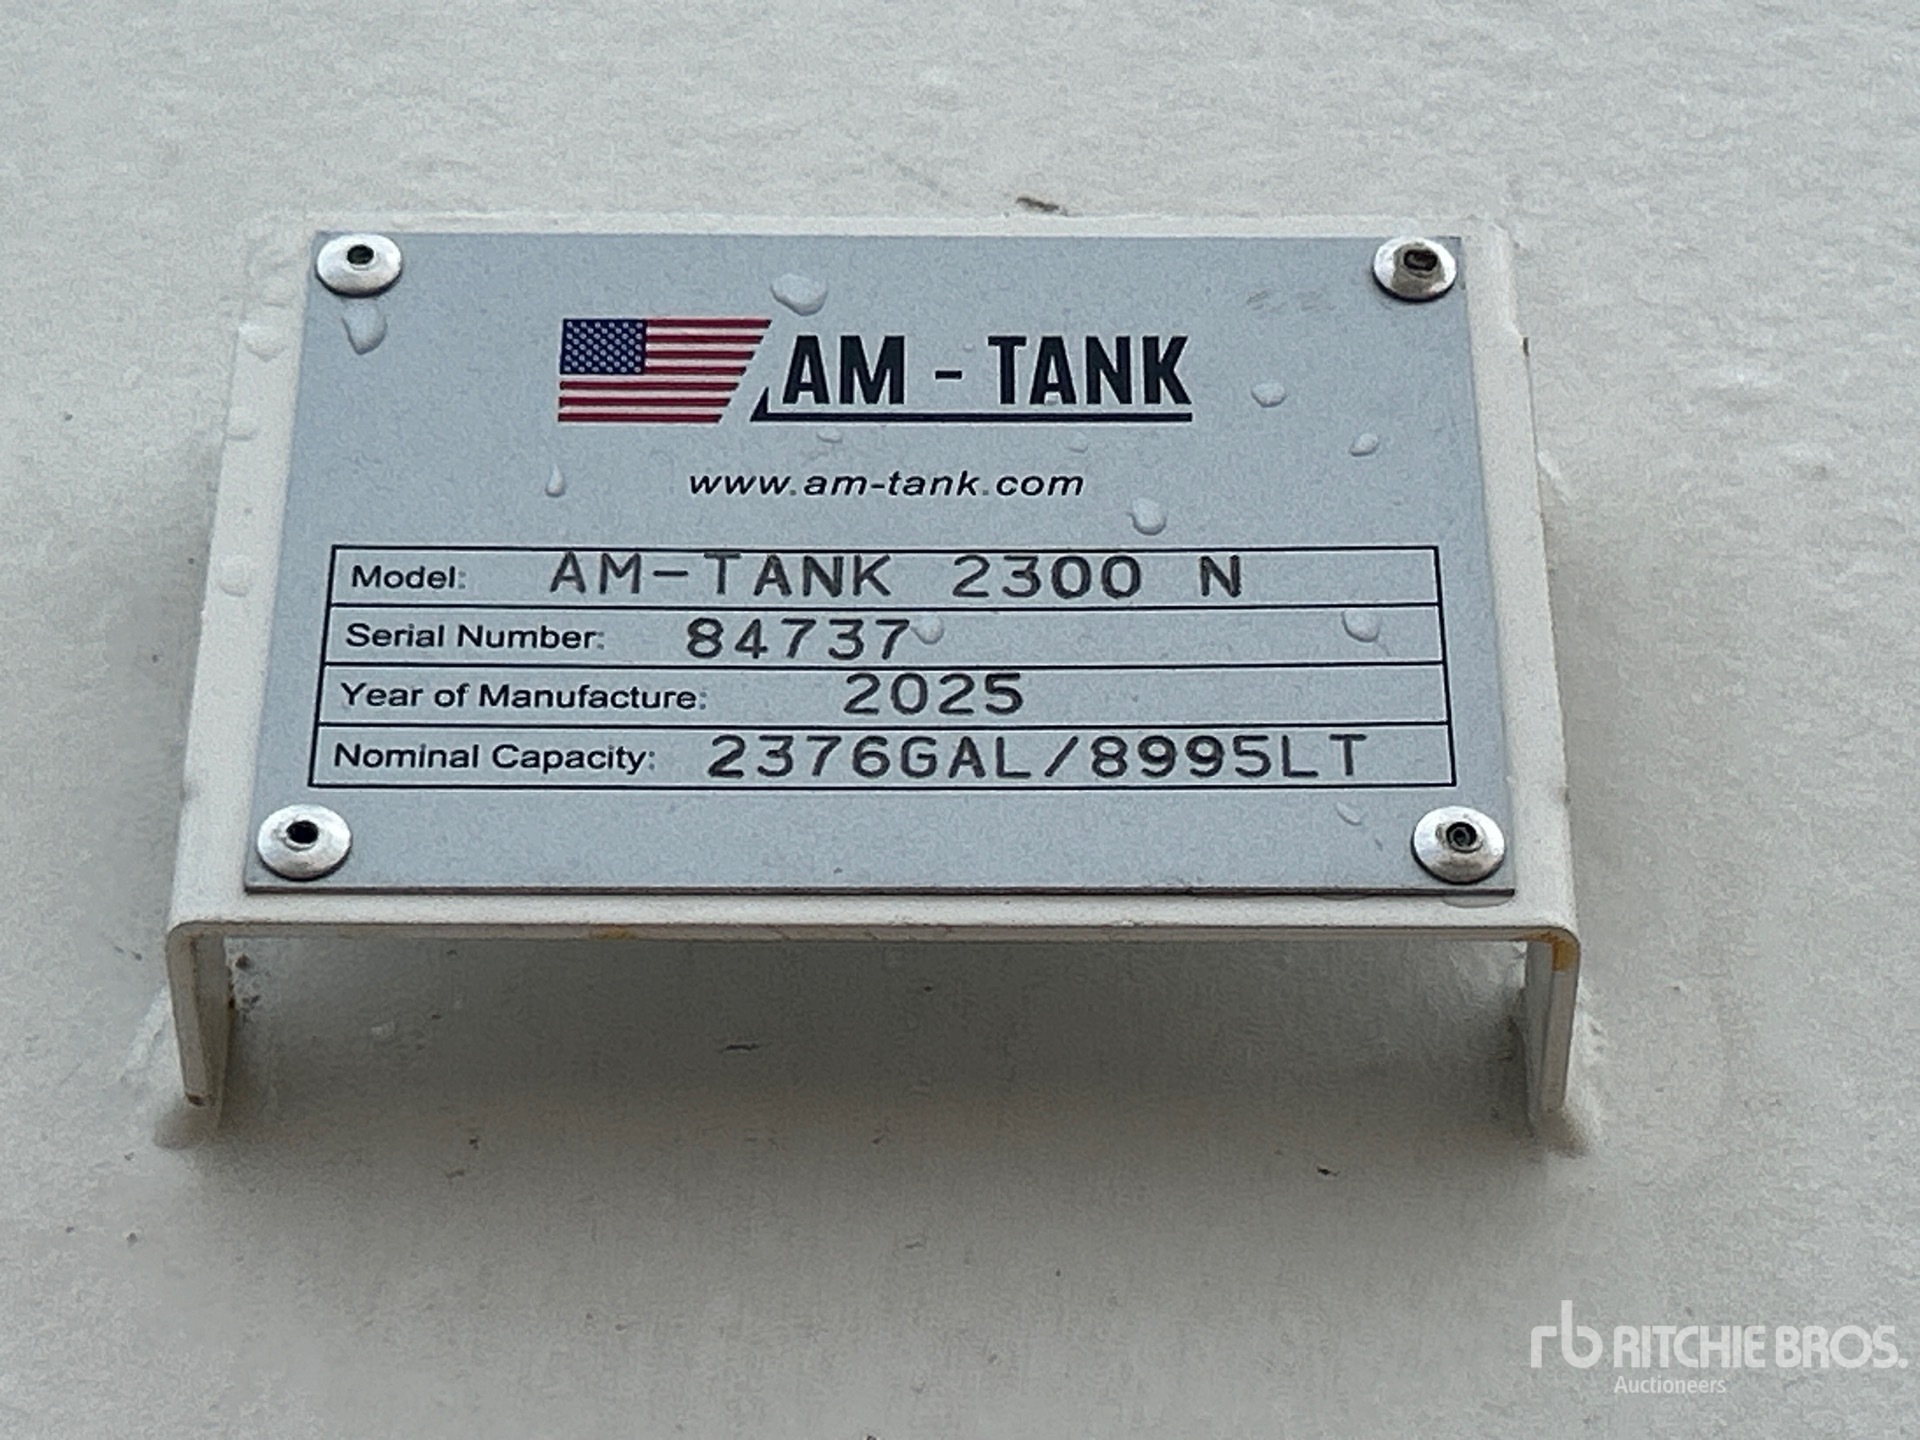 AM - TANK
www.am-tank.com
Model: AM-TANK 2300 N
Serial Number: 84737
Year of Manufacture: 2025
Nominal Capacity: 2376GAL/8995LT
rb RITCHIE BROS.
Auctioneers